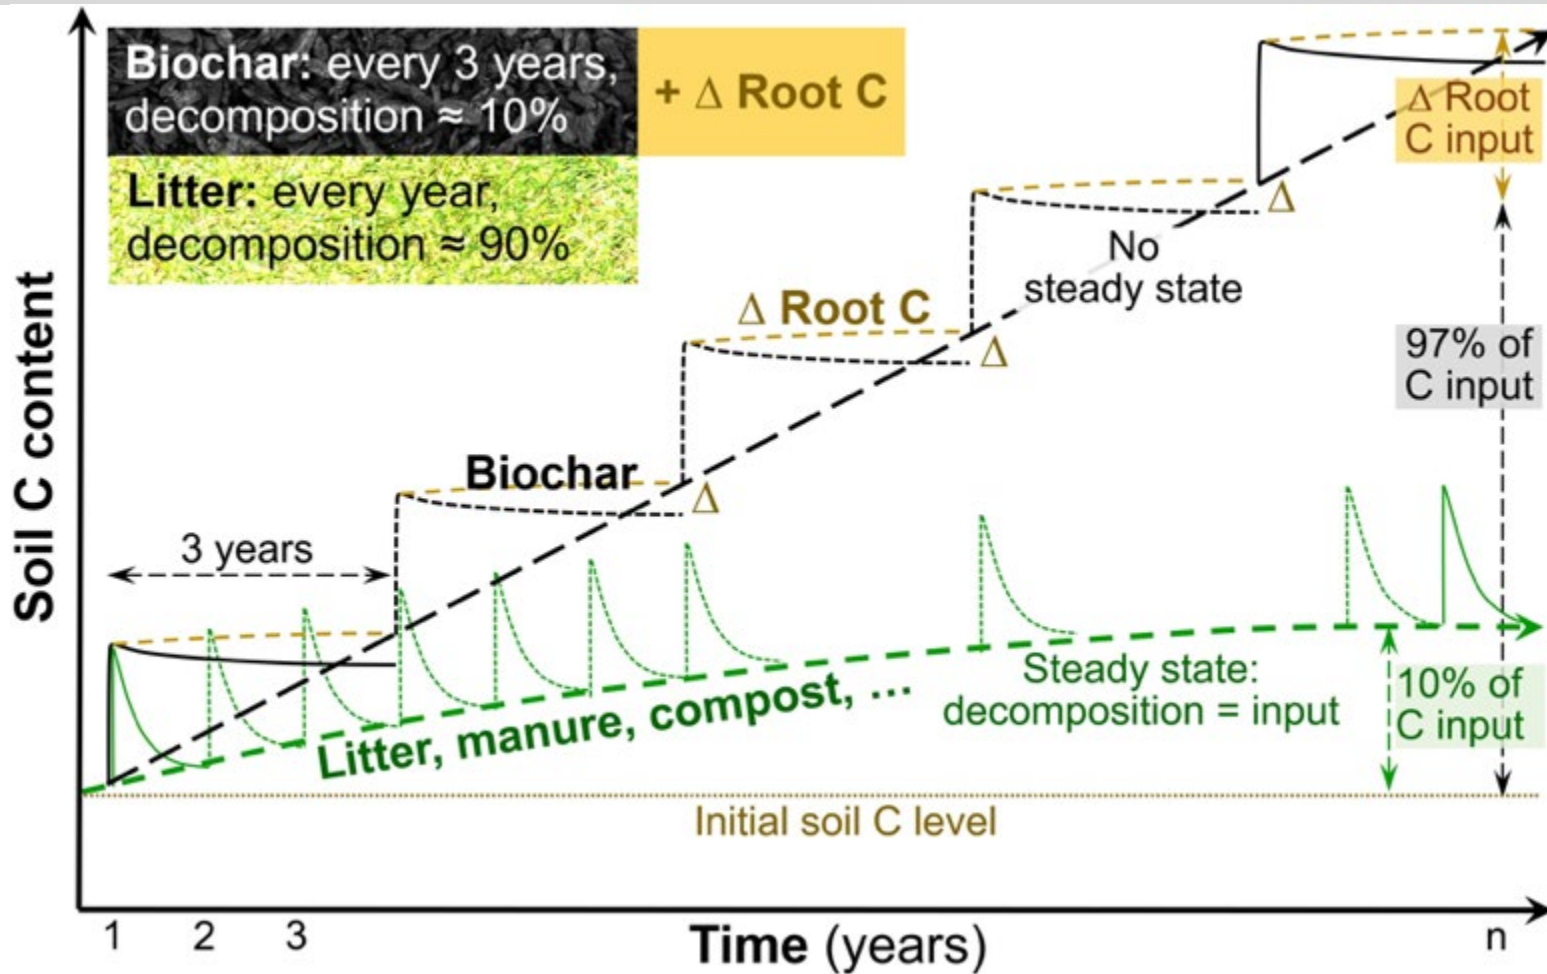 Biochar: every 3 years,
decomposition ≈ 10%
+ Δ Root C
Litter: every year,
decomposition ≈ 90%
Δ Root
C input
Δ
No
steady state
Δ Root C
Δ
97% of
C input
Biochar
Δ
3 years
Soil C content
Litter, manure, compost, ...
Steady state:
decomposition = input
10% of
C input
Initial soil C level
1 2 3 n
Time (years)